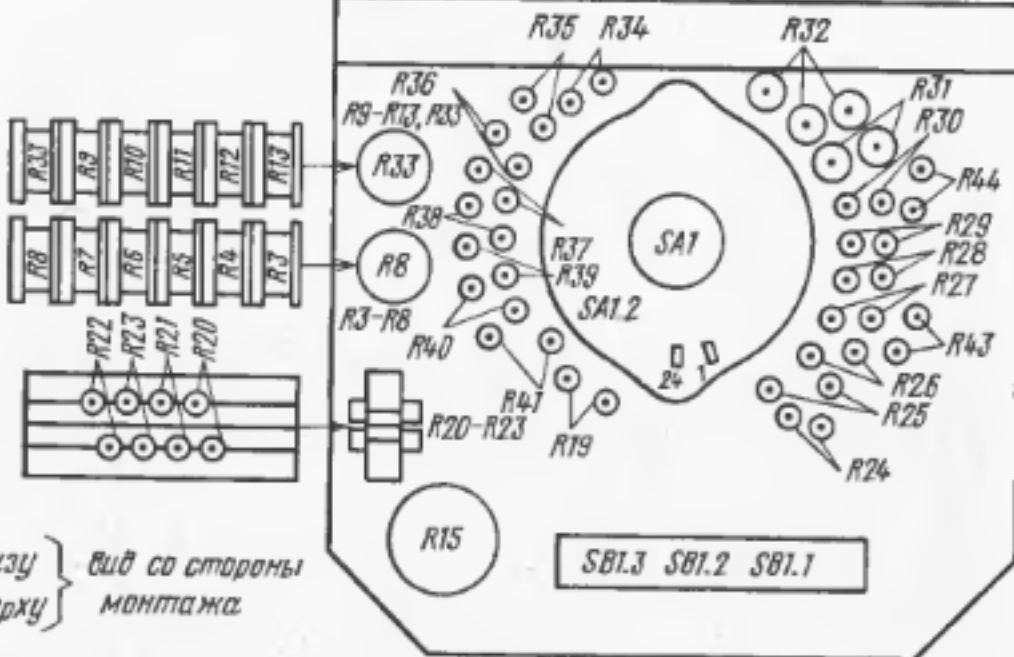 R35 R34 R32
R36
R9-R13, R33
R31
R30
R33 R9 R10 R11 R12 R13
R33
R44
R38
R37
R29
SA1
R8 R7 R6 R5 R4 R3
R8
R39
R28
R27
R3-R8
SA1.2
R22 R23 R21 R20
R40
R43
24 1
R26
R41
R25
R20-R23
R19
R24
R15
SB1.3 SB1.2 SB1.1
вид со стороны
монтажа